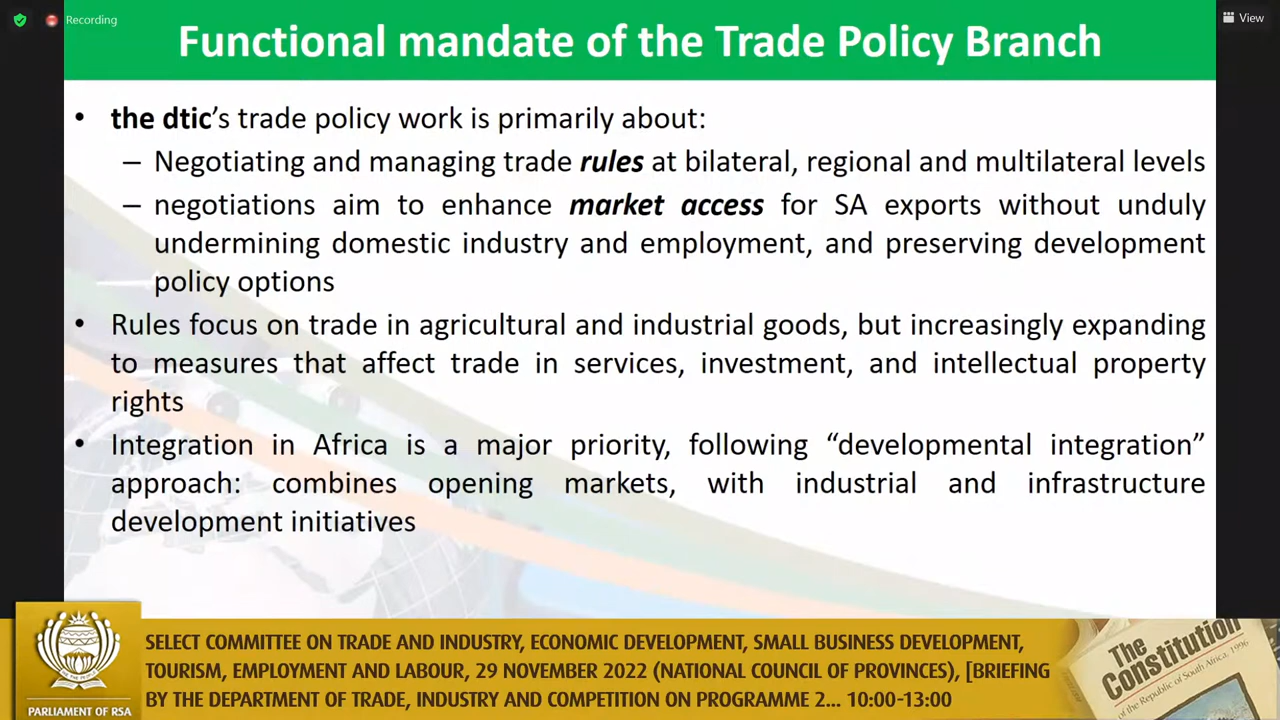 Recording
View
Functional mandate of the Trade Policy Branch
• the dtic’s trade policy work is primarily about:
– Negotiating and managing trade rules at bilateral, regional and multilateral levels
– negotiations aim to enhance market access for SA exports without unduly
undermining domestic industry and employment, and preserving development
policy options
• Rules focus on trade in agricultural and industrial goods, but increasingly expanding
to measures that affect trade in services, investment, and intellectual property
rights
• Integration in Africa is a major priority, following “developmental integration”
approach: combines opening markets, with industrial and infrastructure
development initiatives
SELECT COMMITTEE ON TRADE AND INDUSTRY, ECONOMIC DEVELOPMENT, SMALL BUSINESS DEVELOPMENT,
TOURISM, EMPLOYMENT AND LABOUR, 29 NOVEMBER 2022 (NATIONAL COUNCIL OF PROVINCES), [BRIEFING
BY THE DEPARTMENT OF TRADE, INDUSTRY AND COMPETITION ON PROGRAMME 2... 10:00-13:00
PARLIAMENT OF RSA
The
Constitution
of the Republic of South Africa, 1996